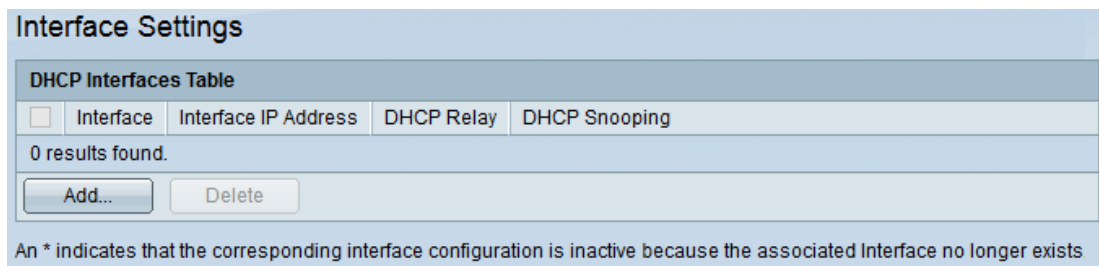 Interface Settings
DHCP Interfaces Table
Interface Interface IP Address DHCP Relay DHCP Snooping
0 results found.
Add... Delete
An * indicates that the corresponding interface configuration is inactive because the associated Interface no longer exists.